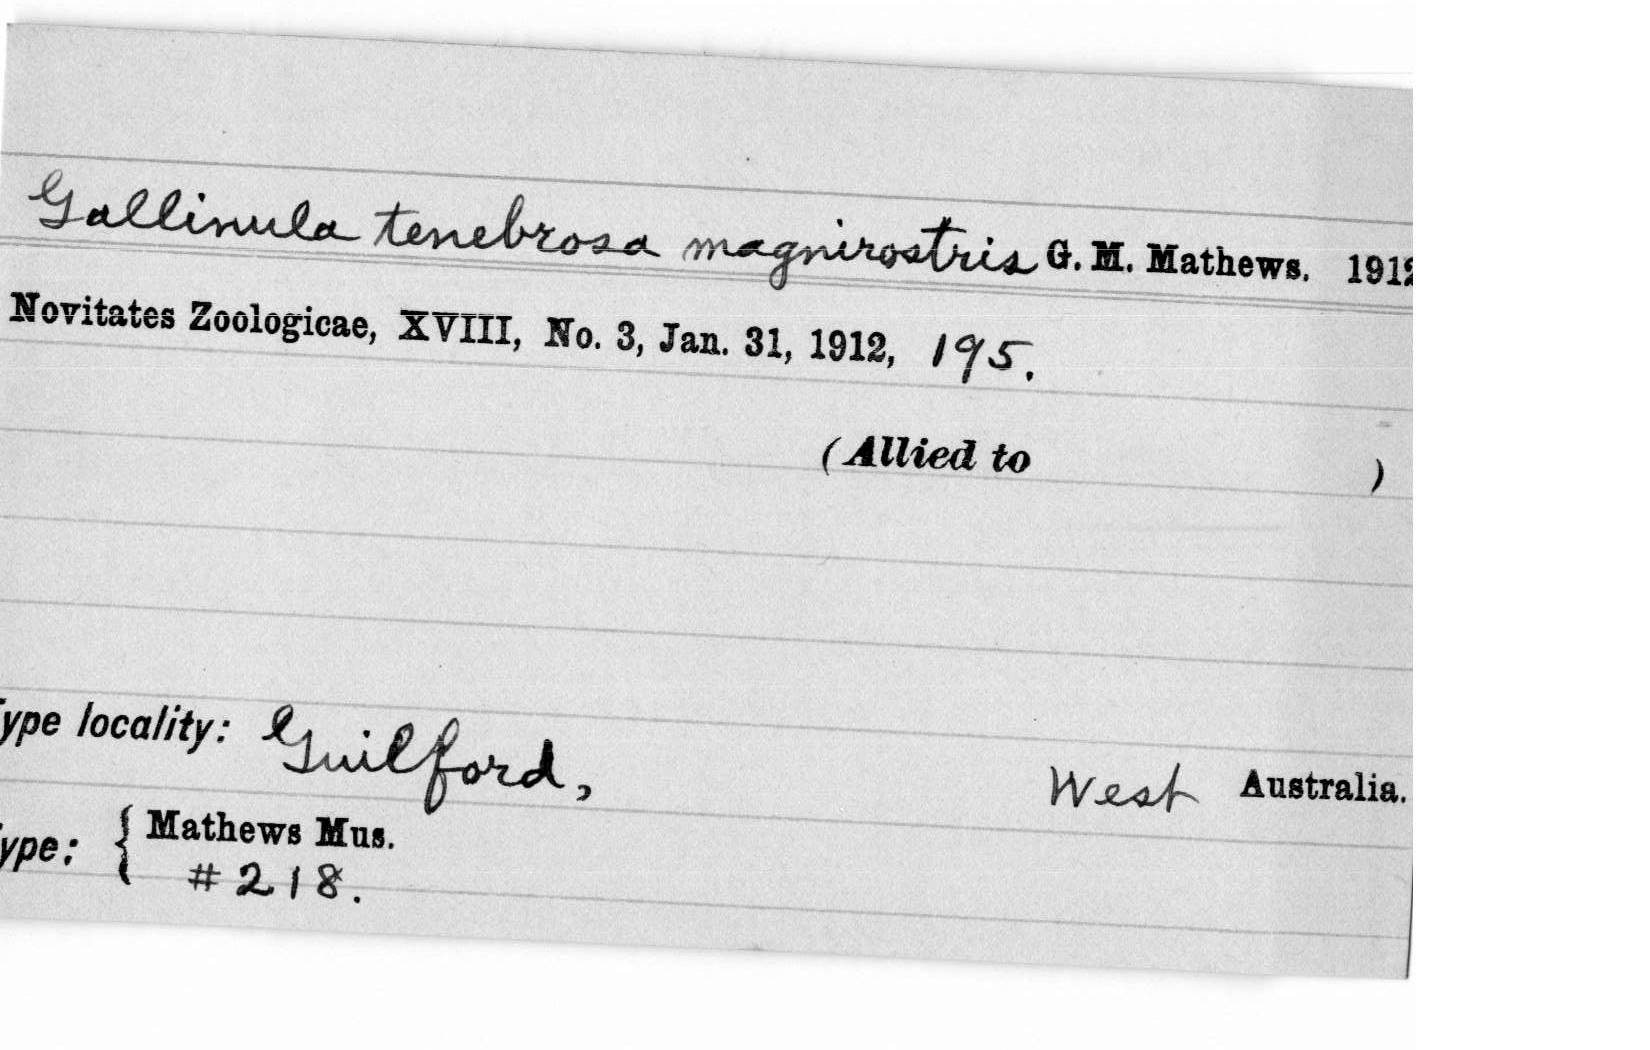 Gallinula tenebrosa magnirostris G. M. Mathews. 1912
Novitates Zoologicae, XVIII, No. 3, Jan. 31, 1912, 195.
(Allied to )
ype locality: Guilford, West Australia.
ype: { Mathews Mus.
#218.